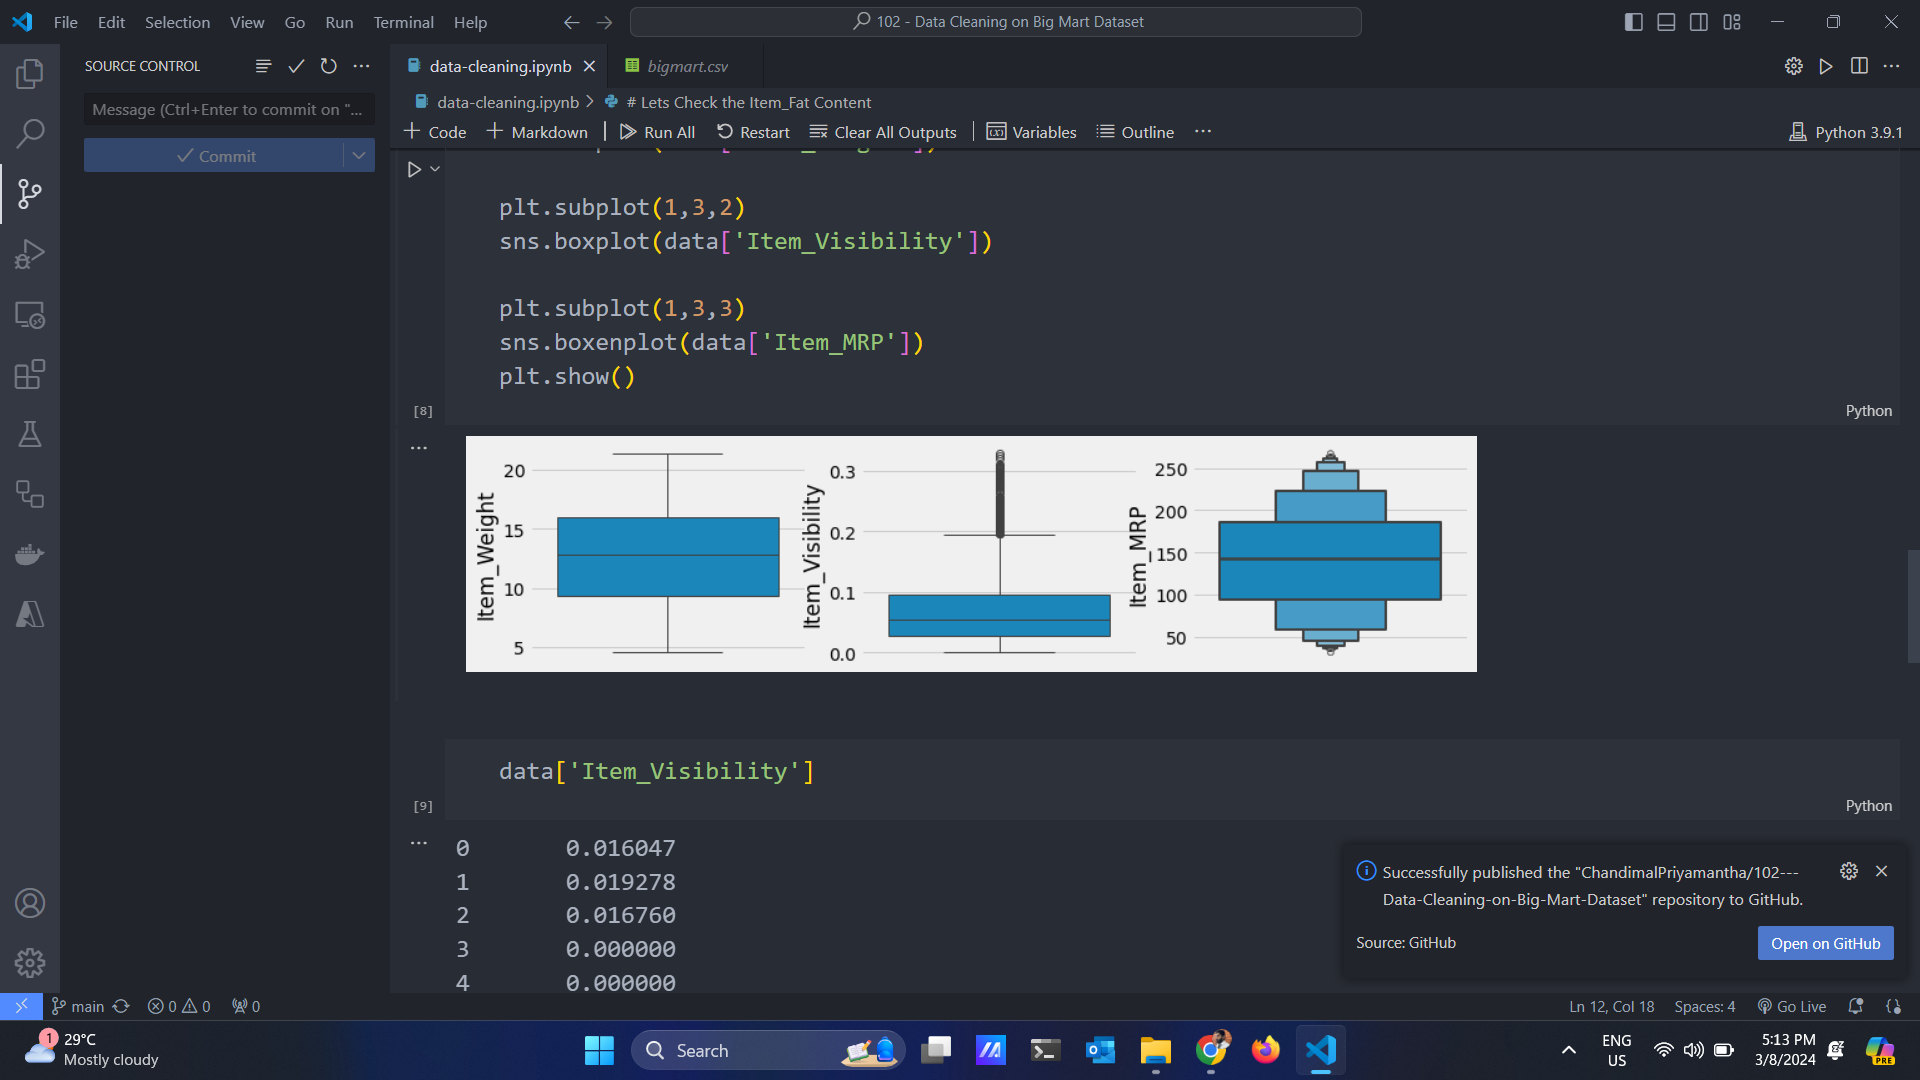 File Edit Selection View Go Run Terminal Help
102 - Data Cleaning on Big Mart Dataset
SOURCE CONTROL
data-cleaning.ipynb
bigmart.csv
Message (Ctrl+Enter to commit on "...
Commit
data-cleaning.ipynb > # Lets Check the Item_Fat Content
+ Code + Markdown Run All Restart Clear All Outputs Variables Outline ...
Python 3.9.1
plt.subplot(1,3,2)
sns.boxplot(data['Item_Visibility'])
plt.subplot(1,3,3)
sns.boxenplot(data['Item_MRP'])
plt.show()
[8]
Python
Item_Weight
20
15
10
5
Item_Visibility
0.3
0.2
0.1
0.0
Item_MRP
250
200
150
100
50
data['Item_Visibility']
[9]
Python
0 0.016047
1 0.019278
2 0.016760
3 0.000000
4 0.000000
Successfully published the "ChandimalPriyamantha/102---
Data-Cleaning-on-Big-Mart-Dataset" repository to GitHub.
Source: GitHub
Open on GitHub
main 0 0 0
Ln 12, Col 18 Spaces: 4 Go Live
1
29°C
Mostly cloudy
Search
ENG
US
5:13 PM
3/8/2024
PRE